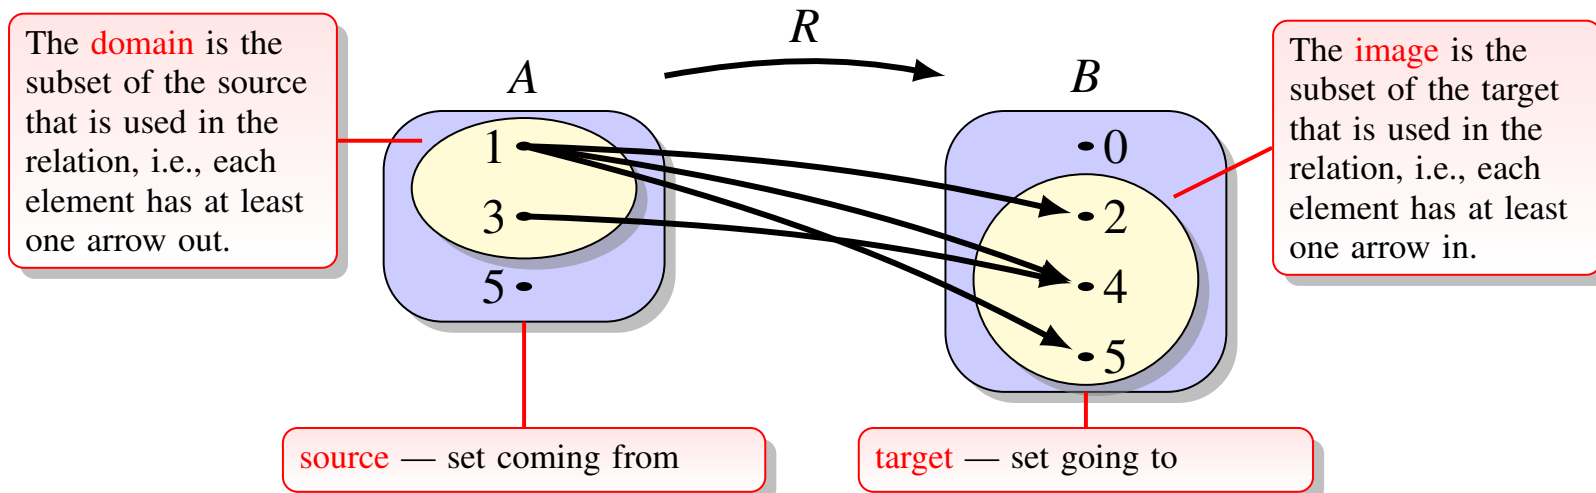 The domain is the
subset of the source
that is used in the
relation, i.e., each
element has at least
one arrow out.
R
A
B
1
3
5
0
2
4
5
The image is the
subset of the target
that is used in the
relation, i.e., each
element has at least
one arrow in.
source — set coming from
target — set going to